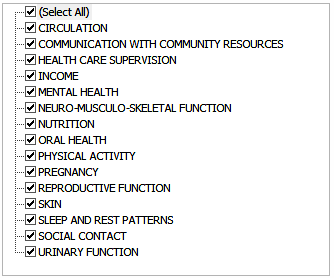 (Select All)
CIRCULATION
COMMUNICATION WITH COMMUNITY RESOURCES
HEALTH CARE SUPERVISION
INCOME
MENTAL HEALTH
NEURO-MUSCULO-SKELETAL FUNCTION
NUTRITION
ORAL HEALTH
PHYSICAL ACTIVITY
PREGNANCY
REPRODUCTIVE FUNCTION
SKIN
SLEEP AND REST PATTERNS
SOCIAL CONTACT
URINARY FUNCTION